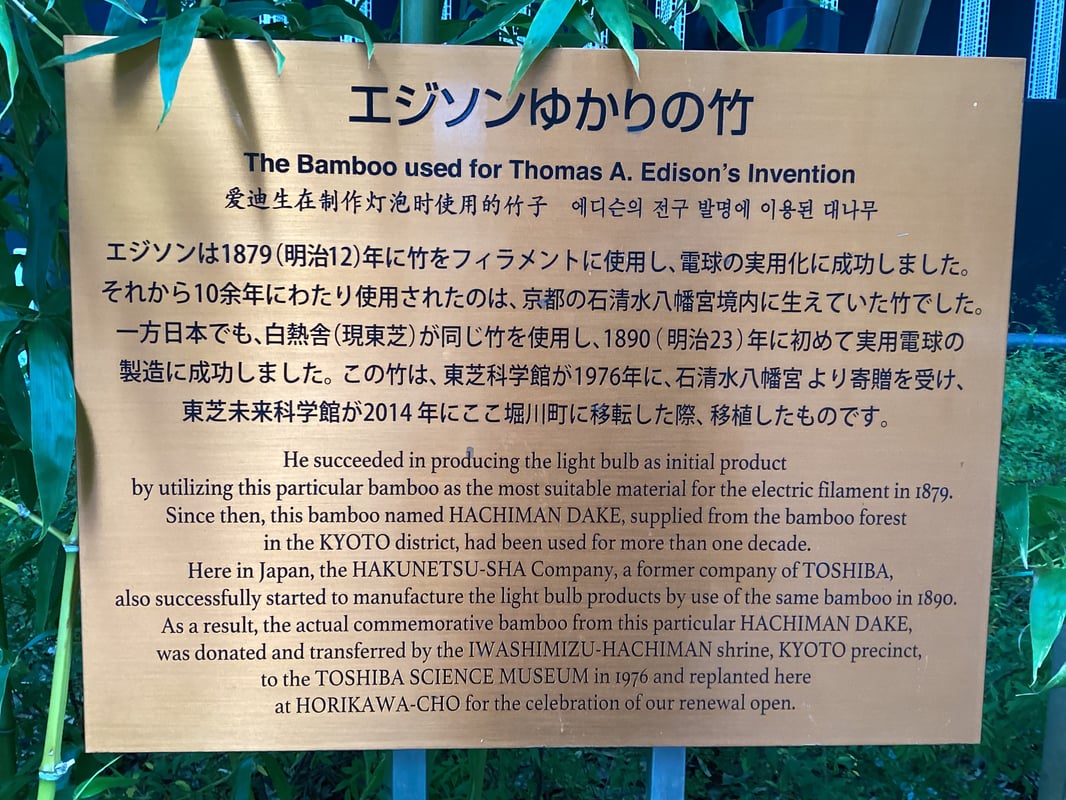 エジソンゆかりの竹
The Bamboo used for Thomas A. Edison's Invention
爱迪生在制作灯泡时使用的竹子 에디슨의 전구 발명에 이용된 대나무
エジソンは1879(明治12)年に竹をフィラメントに使用し、電球の実用化に成功しました。
それから10余年にわたり使用されたのは、京都の石清水八幡宮境内に生えていた竹でした。
一方日本でも、白熱舎(現東芝)が同じ竹を使用し、1890(明治23)年に初めて実用電球の
製造に成功しました。この竹は、東芝科学館が1976年に、石清水八幡宮より寄贈を受け、
東芝未来科学館が2014年にここ堀川町に移転した際、移植したものです。
He succeeded in producing the light bulb as initial product
by utilizing this particular bamboo as the most suitable material for the electric filament in 1879.
Since then, this bamboo named HACHIMAN DAKE, supplied from the bamboo forest
in the KYOTO district, had been used for more than one decade.
Here in Japan, the HAKUNETSU-SHA Company, a former company of TOSHIBA,
also successfully started to manufacture the light bulb products by use of the same bamboo in 1890.
As a result, the actual commemorative bamboo from this particular HACHIMAN DAKE,
was donated and transferred by the IWASHIMIZU-HACHIMAN shrine, KYOTO precinct,
to the TOSHIBA SCIENCE MUSEUM in 1976 and replanted here
at HORIKAWA-CHO for the celebration of our renewal open.